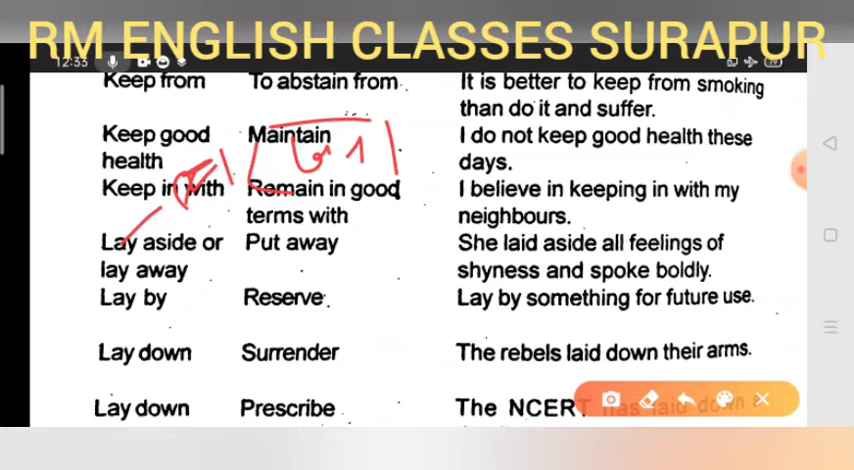 RM ENGLISH CLASSES SURAPUR
12:33
Keep from To abstain from It is better to keep from smoking
than do it and suffer.
Keep good Maintain I do not keep good health these
health days.
Keep in with Remain in good I believe in keeping in with my
terms with neighbours.
Lay aside or Put away She laid aside all feelings of
lay away shyness and spoke boldly.
Lay by Reserve. Lay by something for future use.
Lay down Surrender The rebels laid down their arms.
Lay down Prescribe The NCERT has laid down